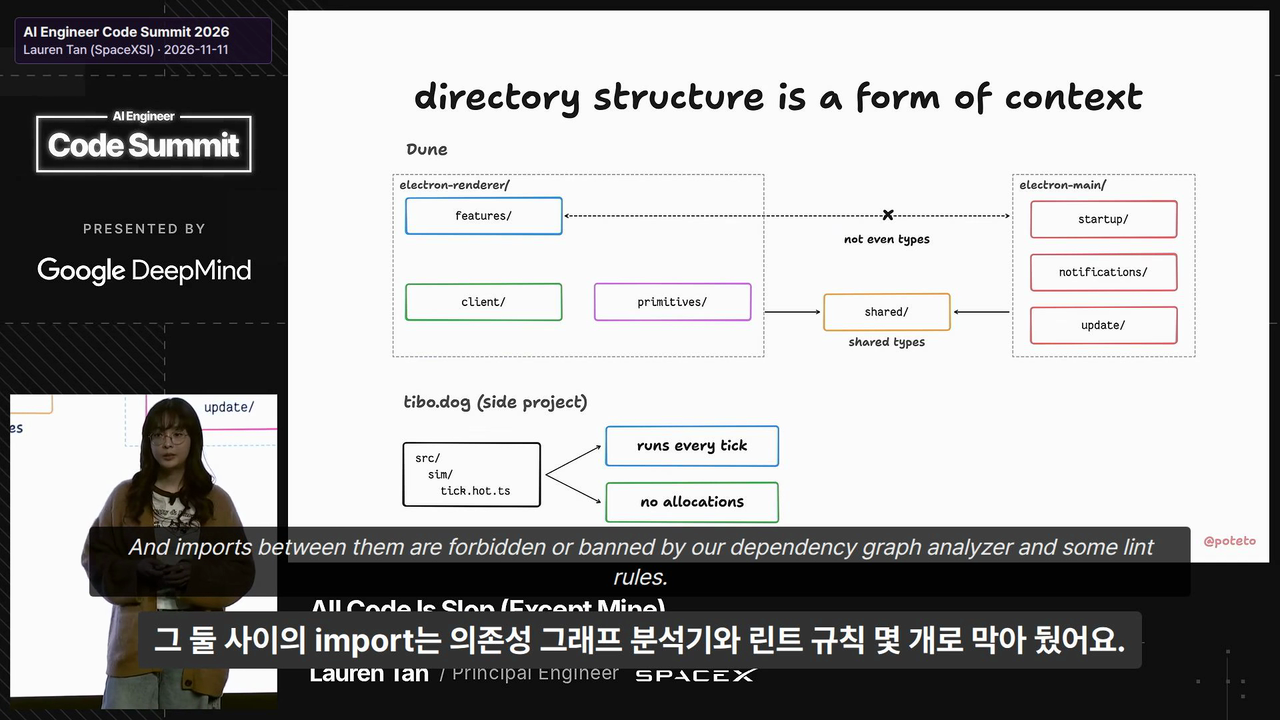 AI Engineer Code Summit 2026
Lauren Tan (SpaceXSI) · 2026-11-11
AI Engineer
Code Summit
PRESENTED BY
Google DeepMind
directory structure is a form of context
Dune
electron-renderer/
features/
client/
primitives/
not even types
shared/
shared types
electron-main/
startup/
notifications/
update/
tibo.dog (side project)
src/
sim/
tick.hot.ts
runs every tick
no allocations
@poteto
es
update/
And imports between them are forbidden or banned by our dependency graph analyzer and some lint
rules.
All Code Is Slop (Except Mine)
그 둘 사이의 import는 의존성 그래프 분석기와 린트 규칙 몇 개로 막아 뒀어요.
Lauren Tan / Principal Engineer SPACEX